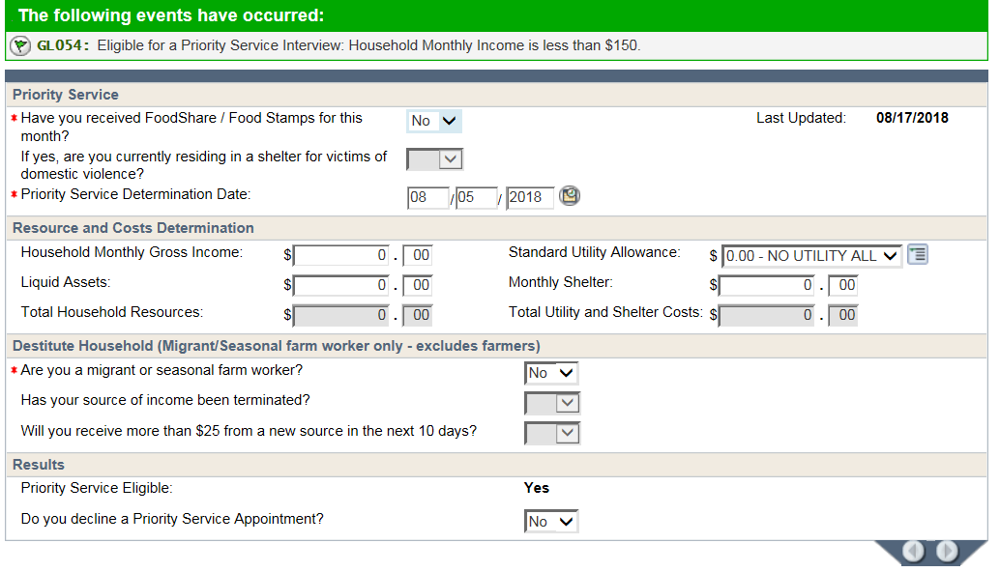 The following events have occurred:
GL054: Eligible for a Priority Service Interview: Household Monthly Income is less than $150.
Priority Service
* Have you received FoodShare / Food Stamps for this month? No Last Updated: 08/17/2018
If yes, are you currently residing in a shelter for victims of domestic violence?
* Priority Service Determination Date: 08 / 05 / 2018
Resource and Costs Determination
Household Monthly Gross Income: $ 0 . 00 Standard Utility Allowance: $ 0.00 - NO UTILITY ALL
Liquid Assets: $ 0 . 00 Monthly Shelter: $ 0 . 00
Total Household Resources: $ 0 . 00 Total Utility and Shelter Costs: $ 0 . 00
Destitute Household (Migrant/Seasonal farm worker only - excludes farmers)
* Are you a migrant or seasonal farm worker? No
Has your source of income been terminated?
Will you receive more than $25 from a new source in the next 10 days?
Results
Priority Service Eligible: Yes
Do you decline a Priority Service Appointment? No